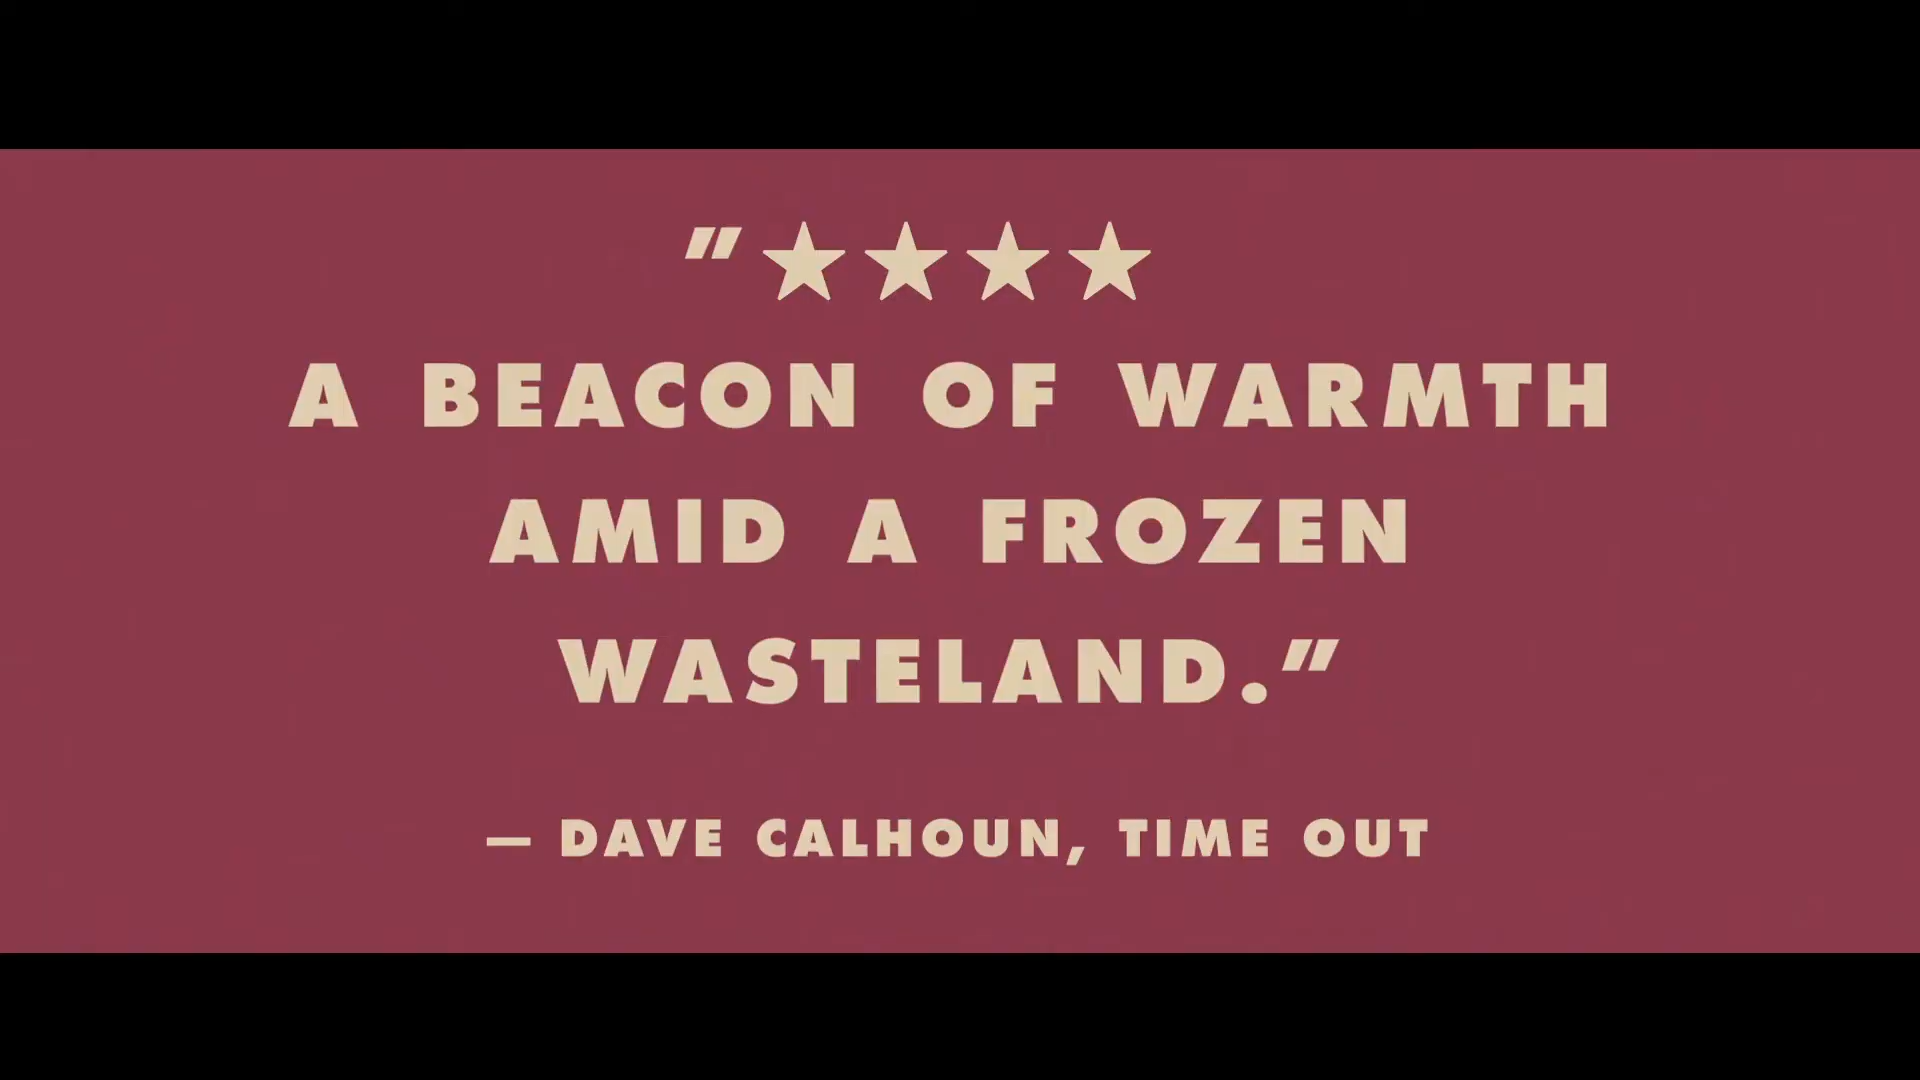 "★★★★
A BEACON OF WARMTH
AMID A FROZEN
WASTELAND."
— DAVE CALHOUN, TIME OUT